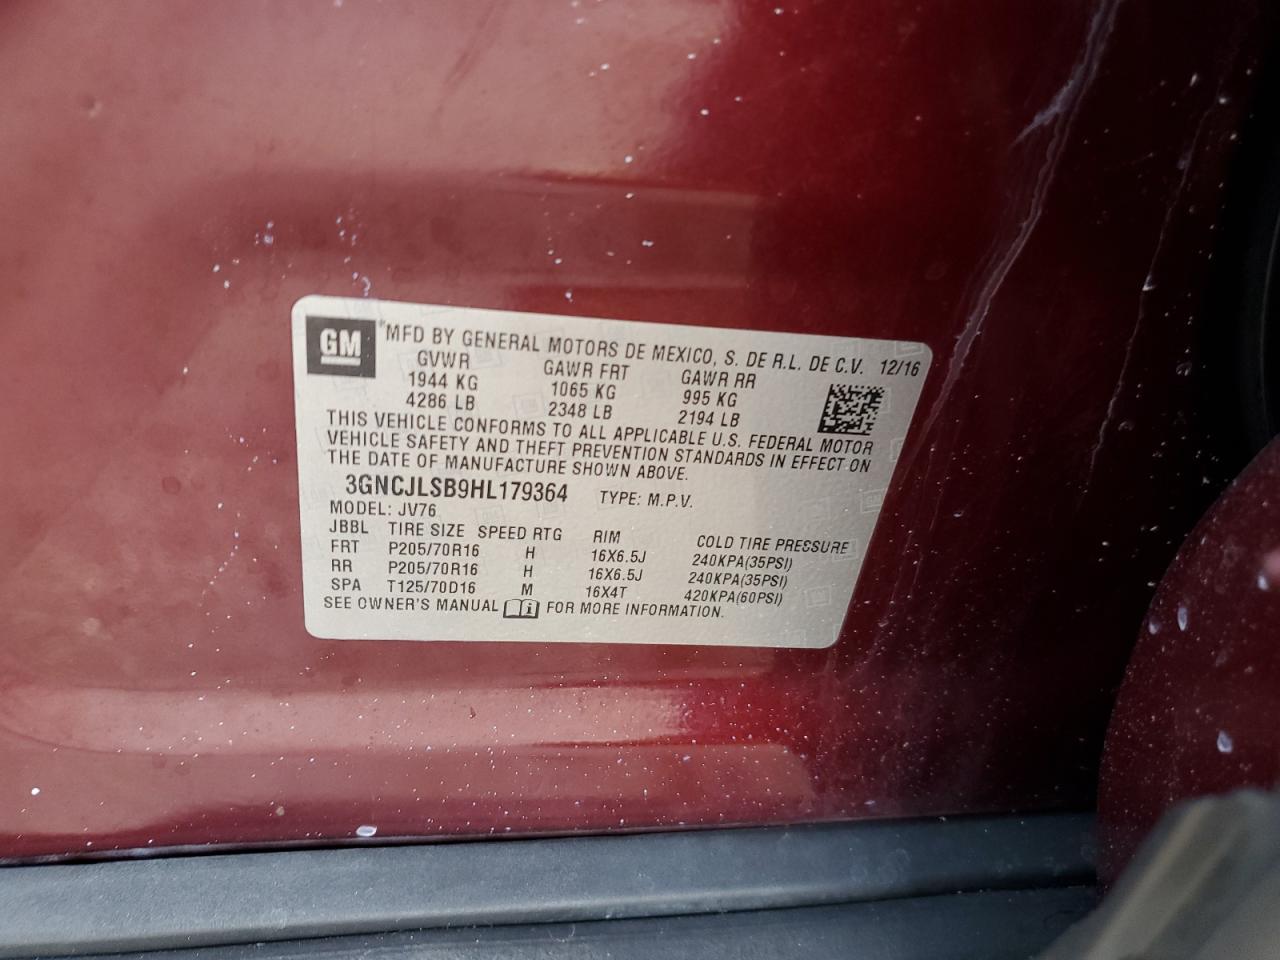 GM
*MFD BY GENERAL MOTORS DE MEXICO, S. DE R.L. DE C.V. 12/16
GVWR GAWR FRT GAWR RR
1944 KG 1065 KG 995 KG
4286 LB 2348 LB 2194 LB
THIS VEHICLE CONFORMS TO ALL APPLICABLE U.S. FEDERAL MOTOR
VEHICLE SAFETY AND THEFT PREVENTION STANDARDS IN EFFECT ON
THE DATE OF MANUFACTURE SHOWN ABOVE.
3GNCJLSB9HL179364 TYPE: M.P.V.
MODEL: JV76
JBBL TIRE SIZE SPEED RTG RIM COLD TIRE PRESSURE
FRT P205/70R16 H 16X6.5J 240KPA(35PSI)
RR P205/70R16 H 16X6.5J 240KPA(35PSI)
SPA T125/70D16 M 16X4T 420KPA(60PSI)
SEE OWNER'S MANUAL FOR MORE INFORMATION.